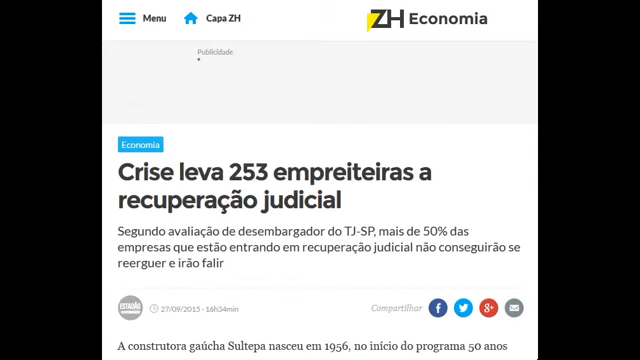 Menu Capa ZH ZH Economia
Publicidade
Economia
Crise leva 253 empreiteiras a
recuperação judicial
Segundo avaliação de desembargador do TJ-SP, mais de 50% das
empresas que estão entrando em recuperação judicial não conseguirão se
reerguer e irão falir
ESTADÃO 27/09/2015 - 16h34min Compartilhar
A construtora gaúcha Sultepa nasceu em 1956, no início do programa 50 anos